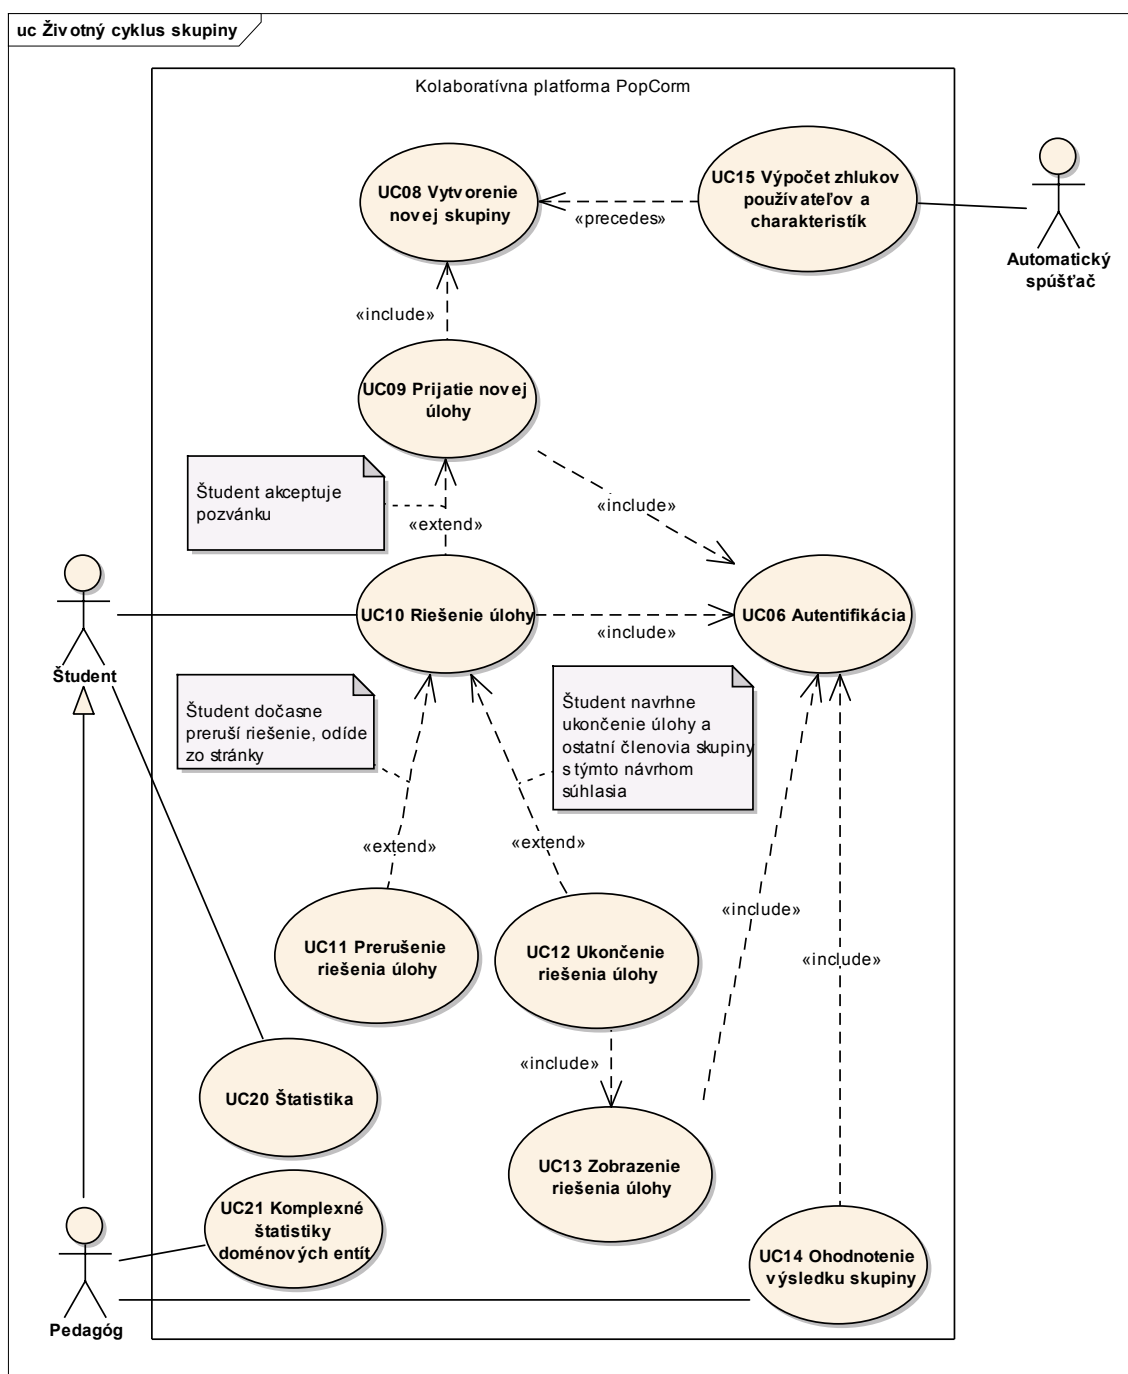 uc Životný cyklus skupiny
Kolaboratívna platforma PopCorm
UC08 Vytvorenie
novej skupiny
«precedes»
UC15 Výpočet zhlukov
používateľov a
charakteristík
Automatický
spúšťač
«include»
UC09 Prijatie novej
úlohy
Študent akceptuje
pozvánku
«extend»
«include»
Študent
UC10 Riešenie úlohy
«include»
UC06 Autentifikácia
Študent dočasne
preruší riešenie, odíde
zo stránky
Študent navrhne
ukončenie úlohy a
ostatní členovia skupiny
s týmto návrhom
súhlasia
«extend»
«extend»
«include»
«include»
UC11 Prerušenie
riešenia úlohy
UC12 Ukončenie
riešenia úlohy
«include»
UC20 Štatistika
UC13 Zobrazenie
riešenia úlohy
UC21 Komplexné
štatistiky
doménových entít
UC14 Ohodnotenie
výsledku skupiny
Pedagóg